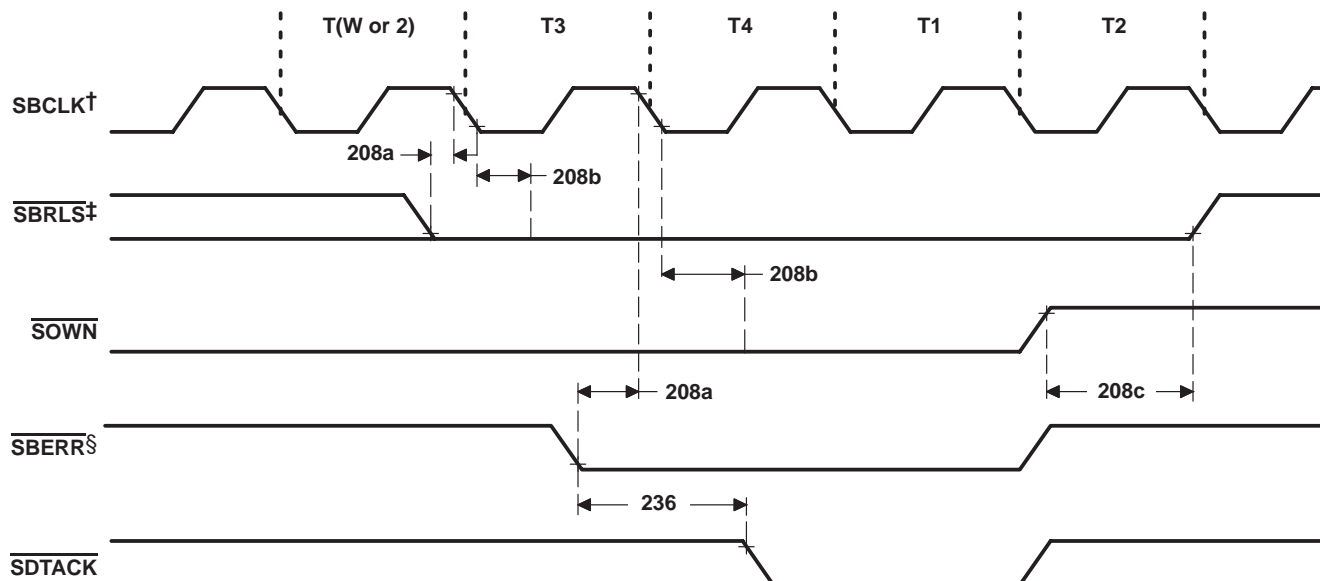 T(W or 2) T3 T4 T1 T2
SBCLK†
208a
208b
SBRLS‡
208b
SOWN
208a
208c
SBERR§
236
SDTACK